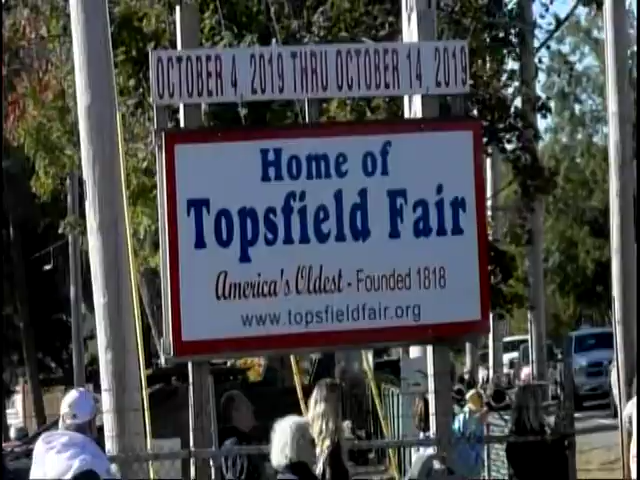 OCTOBER 4, 2019 THRU OCTOBER 14, 2019
Home of
Topsfield Fair
America's Oldest - Founded 1818
www.topsfieldfair.org